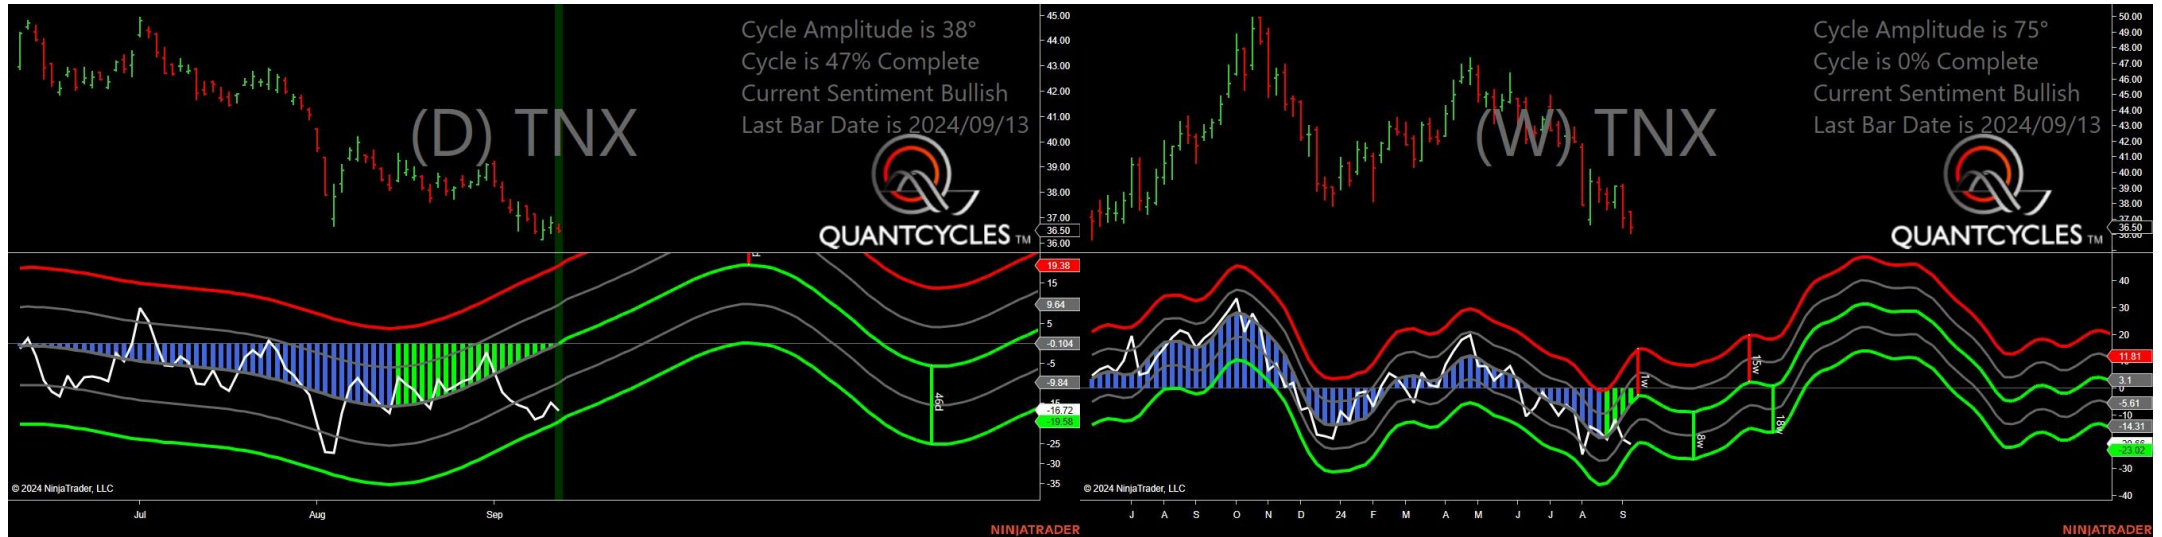 Cycle Amplitude is 38°
Cycle is 47% Complete
Current Sentiment Bullish
Last Bar Date is 2024/09/13
(D) TNX
QUANTCYCLES TM
45.00
44.00
43.00
42.00
41.00
40.00
39.00
38.00
37.00
36.50
36.00
19.38
15
9.64
5
-0.104
-5
-9.84
-16.72
-19.58
-25
-30
-35
46d
© 2024 NinjaTrader, LLC
Jul
Aug
Sep
NINJATRADER
Cycle Amplitude is 75°
Cycle is 0% Complete
Current Sentiment Bullish
Last Bar Date is 2024/09/13
(W) TNX
QUANTCYCLES TM
50.00
49.00
48.00
47.00
46.00
45.00
44.00
43.00
42.00
41.00
40.00
39.00
38.00
37.00
36.50
40
30
20
11.81
3.1
-5.61
-10
-14.31
-23.02
-30
-40
1w
15w
8w
18w
© 2024 NinjaTrader, LLC
J A S O N D 24 F M A M J J A S
NINJATRADER